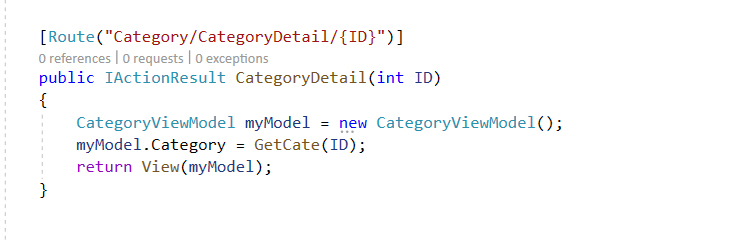 [Route("Category/CategoryDetail/{ID}")]
0 references | 0 requests | 0 exceptions
public IActionResult CategoryDetail(int ID)
{
    CategoryViewModel myModel = new CategoryViewModel();
    myModel.Category = GetCate(ID);
    return View(myModel);
}